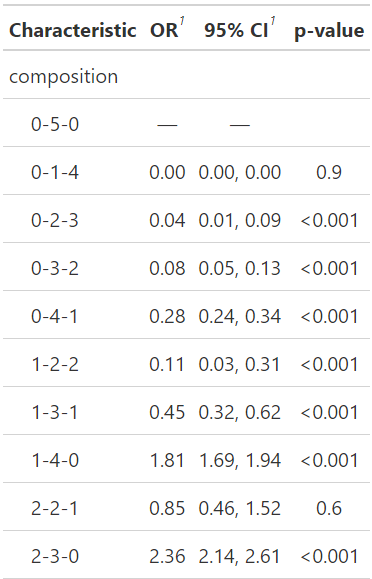 Characteristic OR1 95% CI1 p-value
composition
0-5-0 — —
0-1-4 0.00 0.00, 0.00 0.9
0-2-3 0.04 0.01, 0.09 <0.001
0-3-2 0.08 0.05, 0.13 <0.001
0-4-1 0.28 0.24, 0.34 <0.001
1-2-2 0.11 0.03, 0.31 <0.001
1-3-1 0.45 0.32, 0.62 <0.001
1-4-0 1.81 1.69, 1.94 <0.001
2-2-1 0.85 0.46, 1.52 0.6
2-3-0 2.36 2.14, 2.61 <0.001